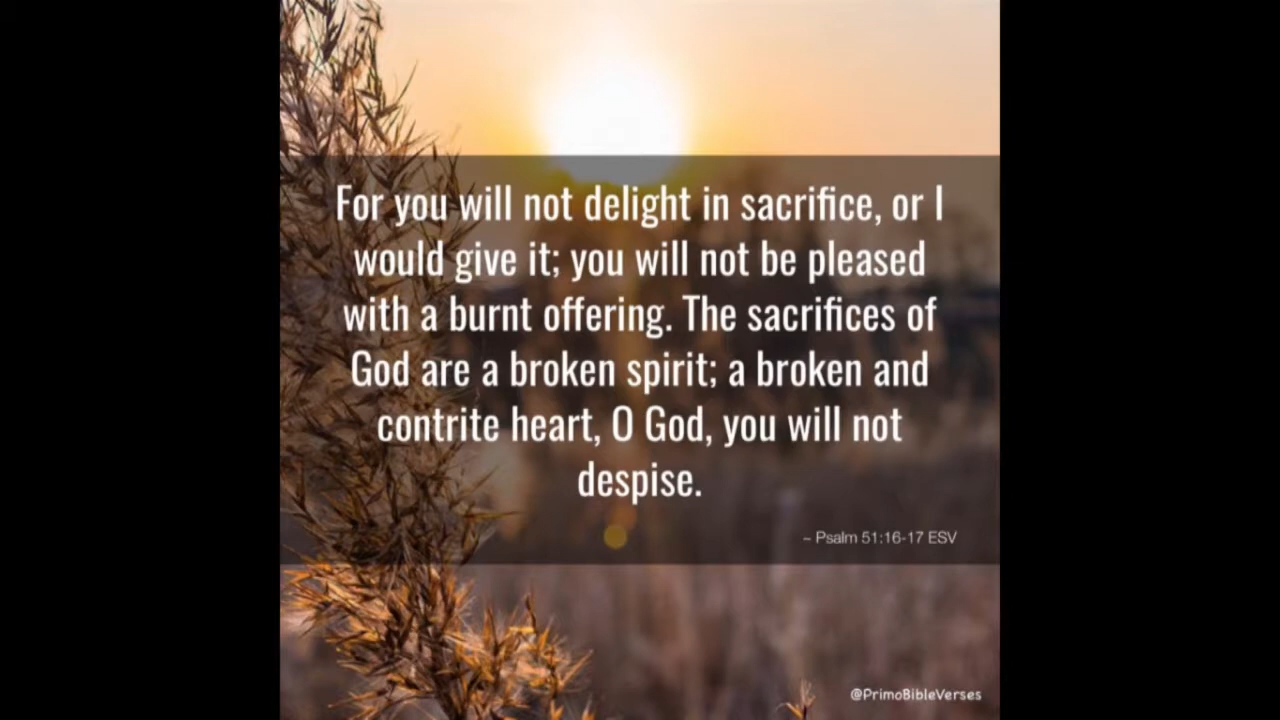 For you will not delight in sacrifice, or I
would give it; you will not be pleased
with a burnt offering. The sacrifices of
God are a broken spirit; a broken and
contrite heart, O God, you will not
despise.
~ Psalm 51:16-17 ESV
@PrimoBibleVerses